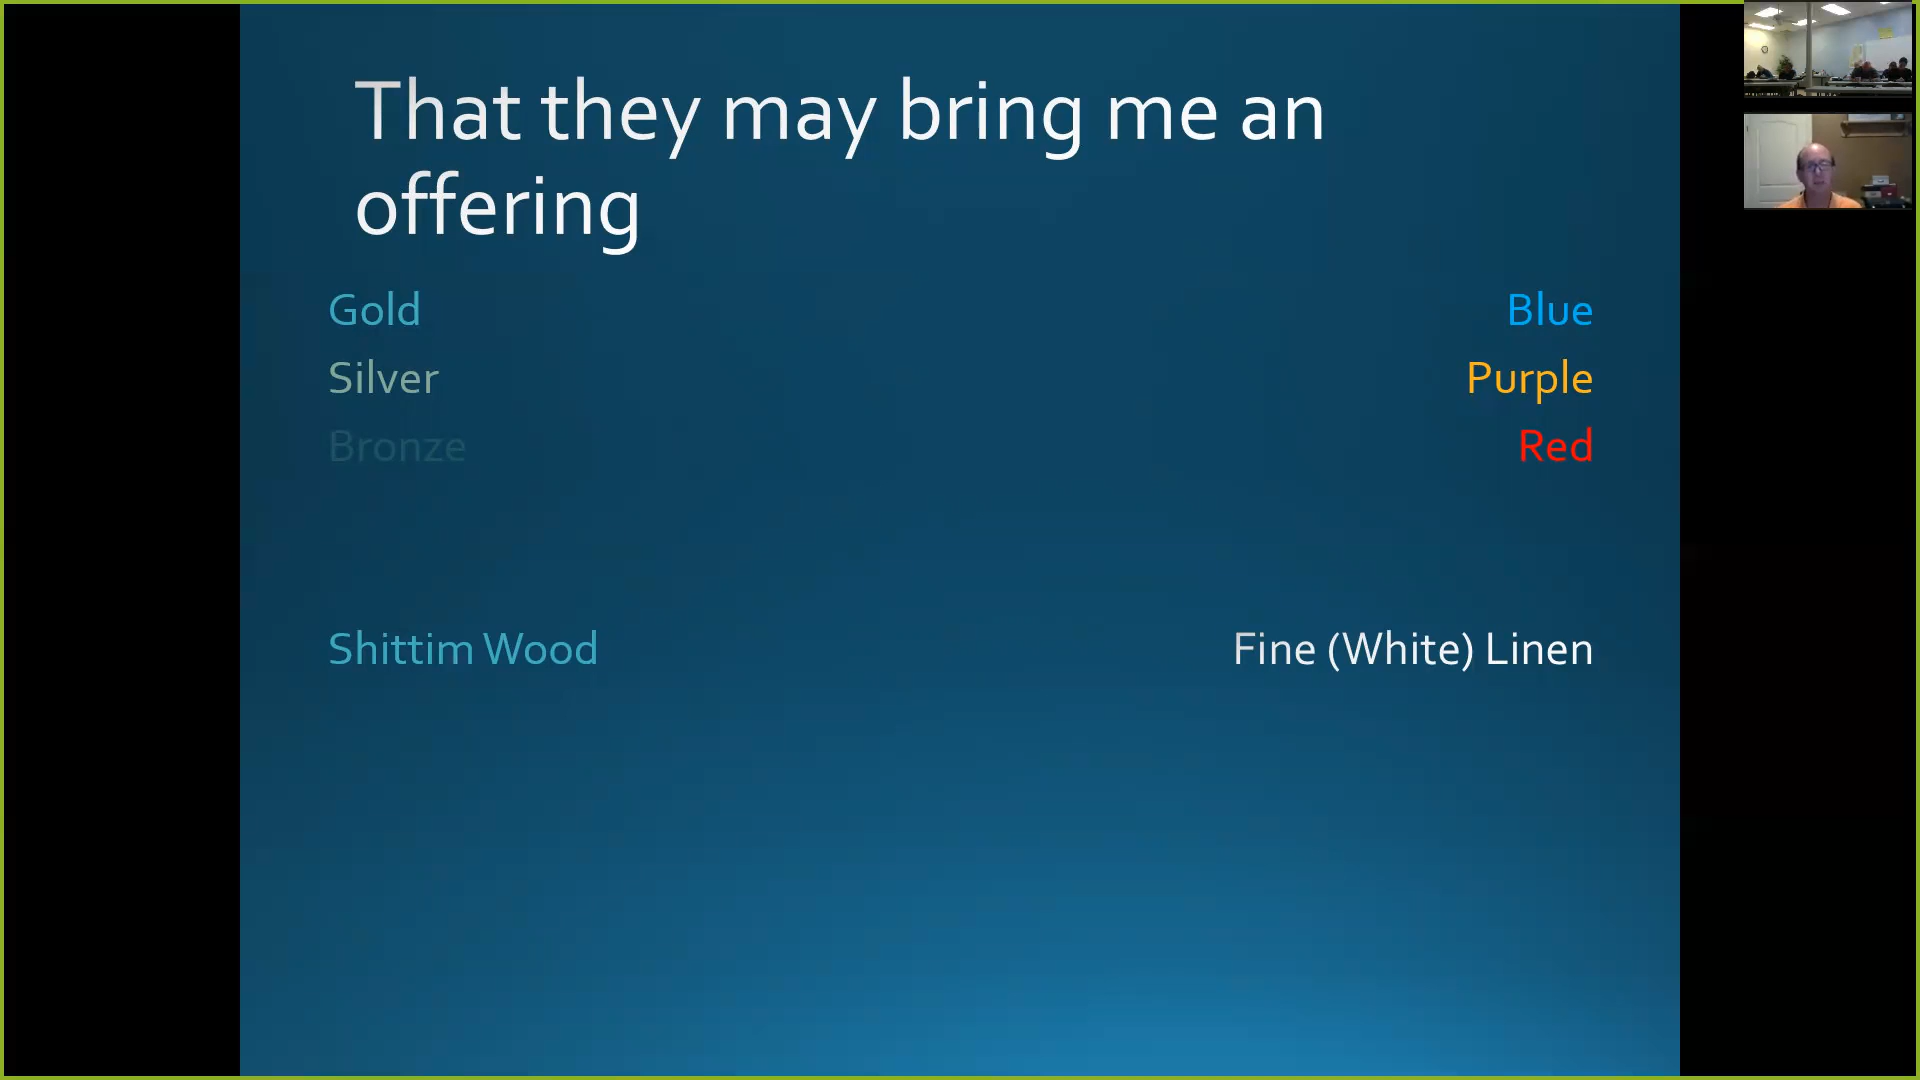 That they may bring me an
offering
Gold
Blue
Silver
Purple
Bronze
Red
Shittim Wood
Fine (White) Linen